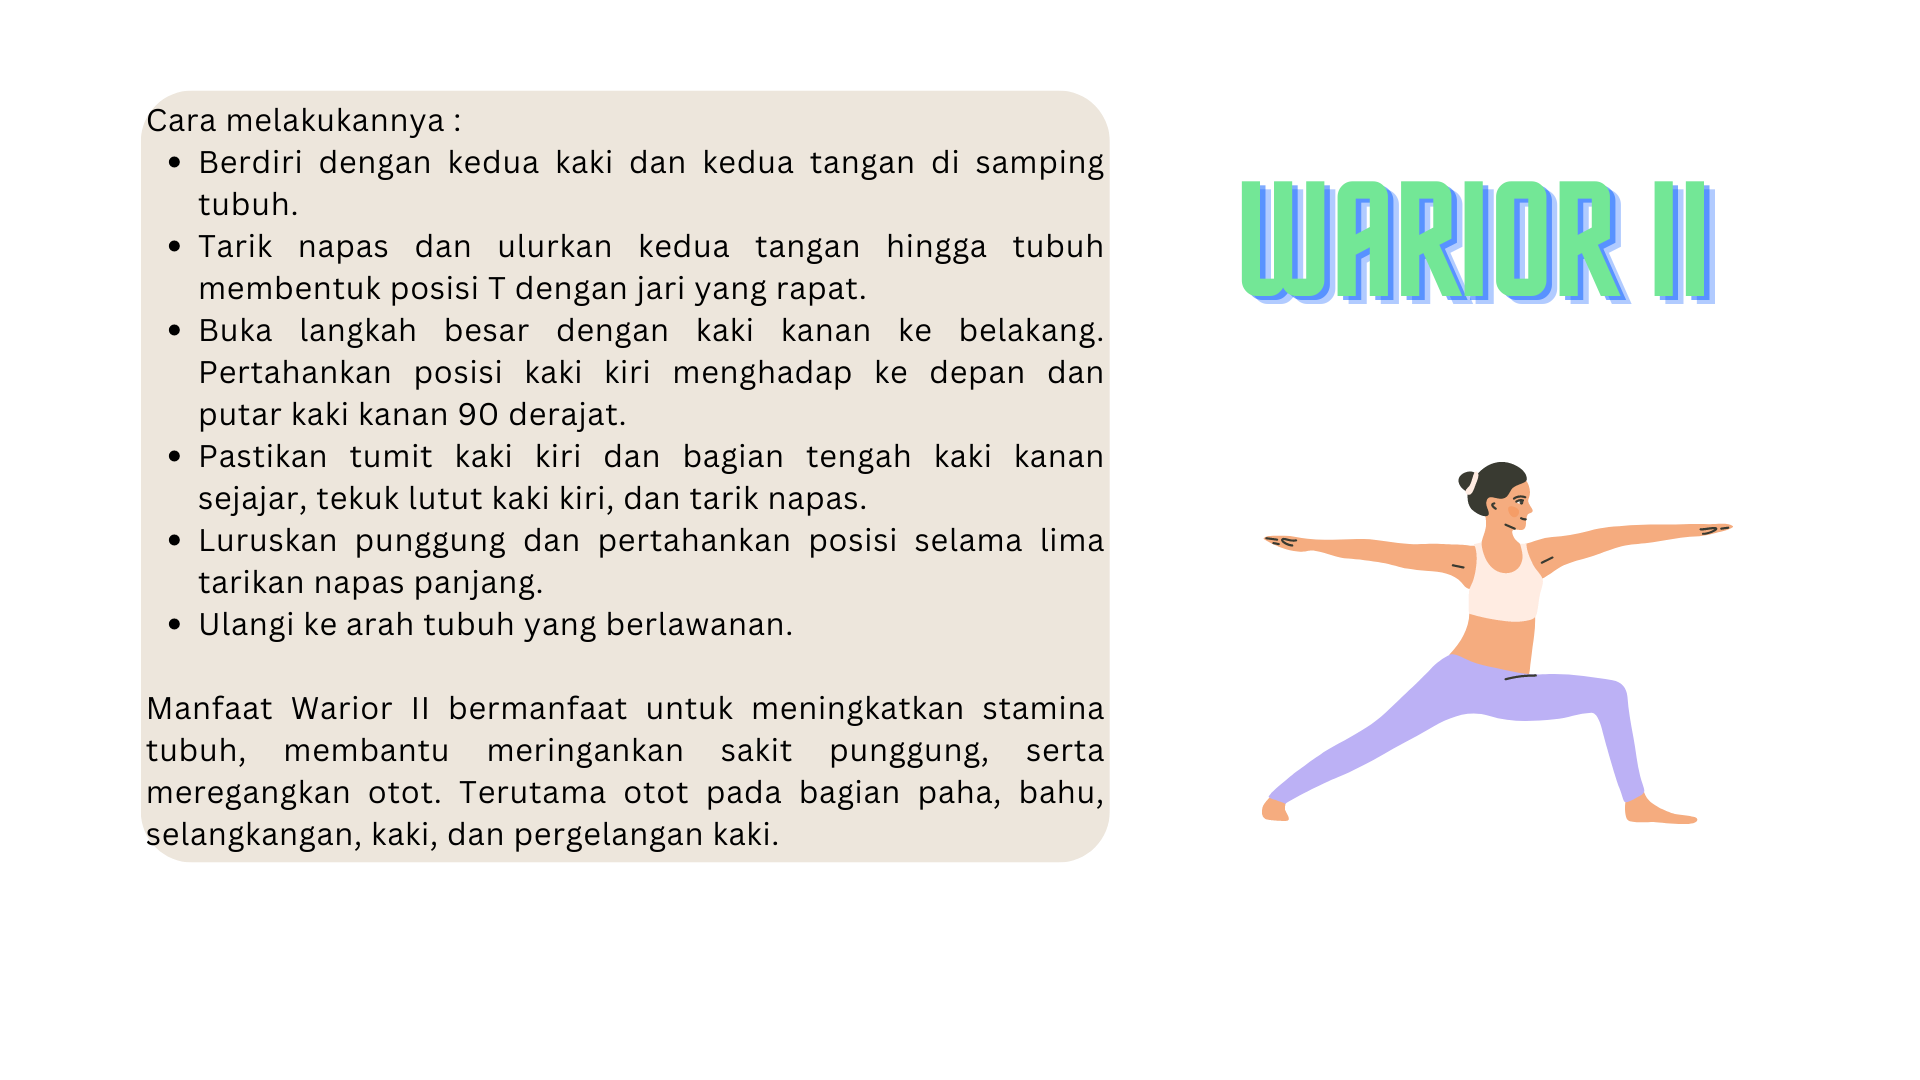 Cara melakukannya :
• Berdiri dengan kedua kaki dan kedua tangan di samping
tubuh.
• Tarik napas dan ulurkan kedua tangan hingga tubuh
membentuk posisi T dengan jari yang rapat.
• Buka langkah besar dengan kaki kanan ke belakang.
Pertahankan posisi kaki kiri menghadap ke depan dan
putar kaki kanan 90 derajat.
• Pastikan tumit kaki kiri dan bagian tengah kaki kanan
sejajar, tekuk lutut kaki kiri, dan tarik napas.
• Luruskan punggung dan pertahankan posisi selama lima
tarikan napas panjang.
• Ulangi ke arah tubuh yang berlawanan.
Manfaat Warior II bermanfaat untuk meningkatkan stamina
tubuh, membantu meringankan sakit punggung, serta
meregangkan otot. Terutama otot pada bagian paha, bahu,
selangkangan, kaki, dan pergelangan kaki.
WARIOR II